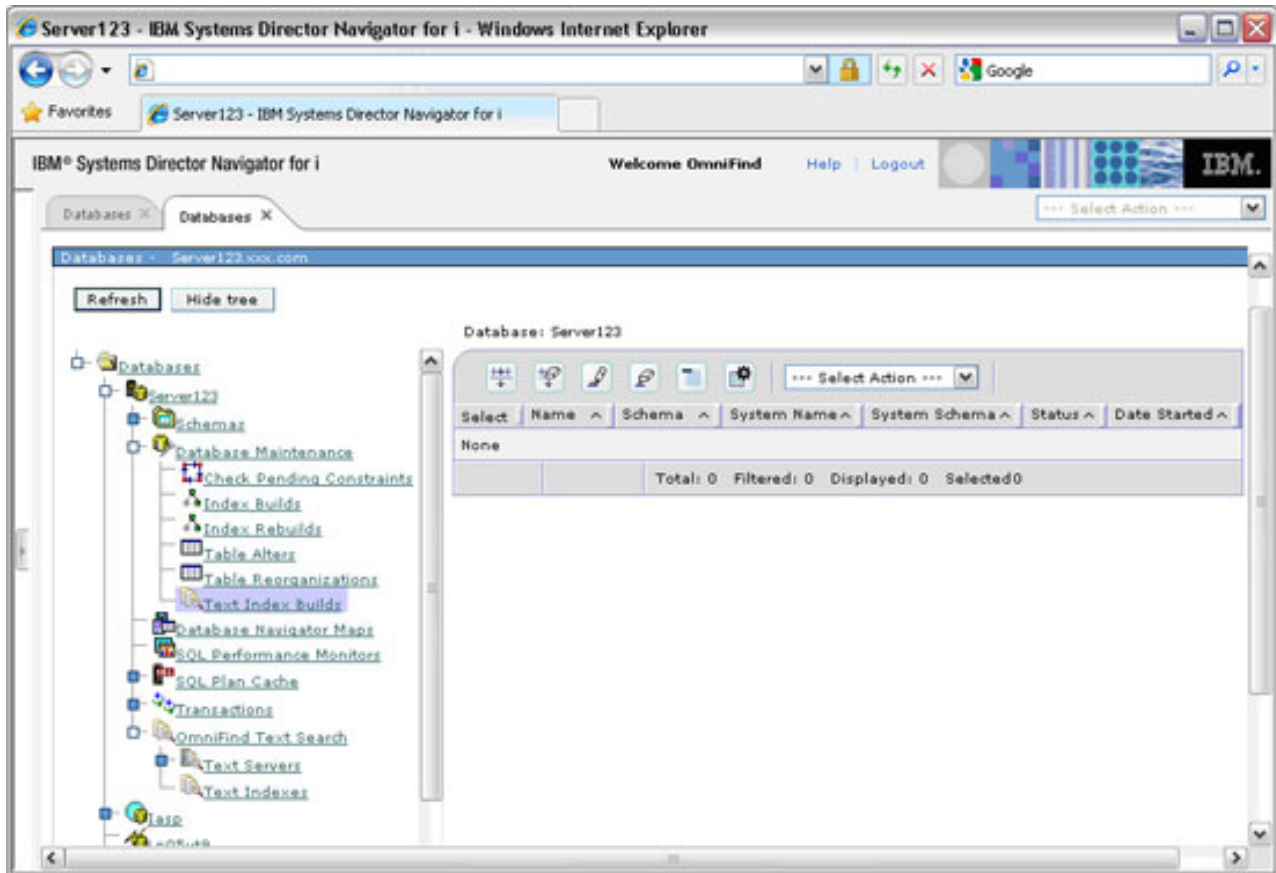 Server123 - IBM Systems Director Navigator for i - Windows Internet Explorer
Google
Favorites
Server123 - IBM Systems Director Navigator for i
IBM® Systems Director Navigator for i
Welcome OmniFind
Help | Logout
IBM.
Databases
Databases
--- Select Action ---
Databases - Server123.xxx.com
Refresh
Hide tree
Database: Server123
Databases
Server123
Schemas
Database Maintenance
Check Pending Constraints
Index Builds
Index Rebuilds
Table Alters
Table Reorganizations
Text Index Builds
Database Navigator Maps
SQL Performance Monitors
SQL Plan Cache
Transactions
OmniFind Text Search
Text Servers
Text Indexes
Iasp
--- Select Action ---
Select Name Schema System Name System Schema Status Date Started
None
Total: 0 Filtered: 0 Displayed: 0 Selected0